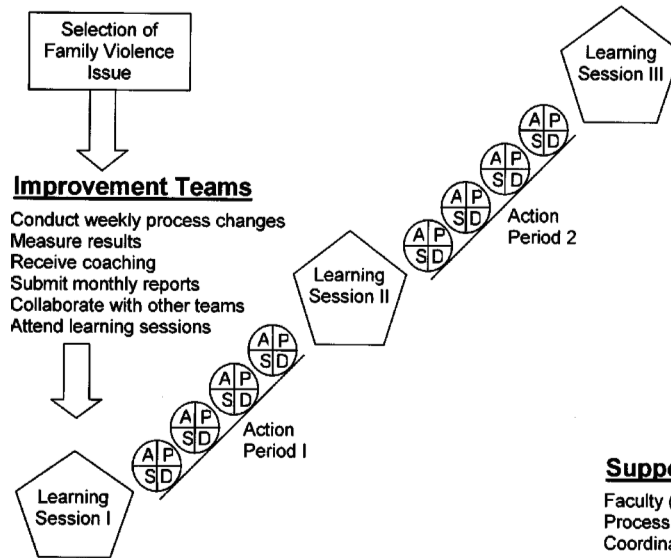 Selection of
Family Violence
Issue
Improvement Teams
Conduct weekly process changes
Measure results
Receive coaching
Submit monthly reports
Collaborate with other teams
Attend learning sessions
Learning
Session I
A P
S D
A P
S D
A P
S D
A P
S D
Action
Period I
Learning
Session II
A P
S D
A P
S D
A P
S D
A P
S D
Action
Period 2
Learning
Session III
Faculty (
Process